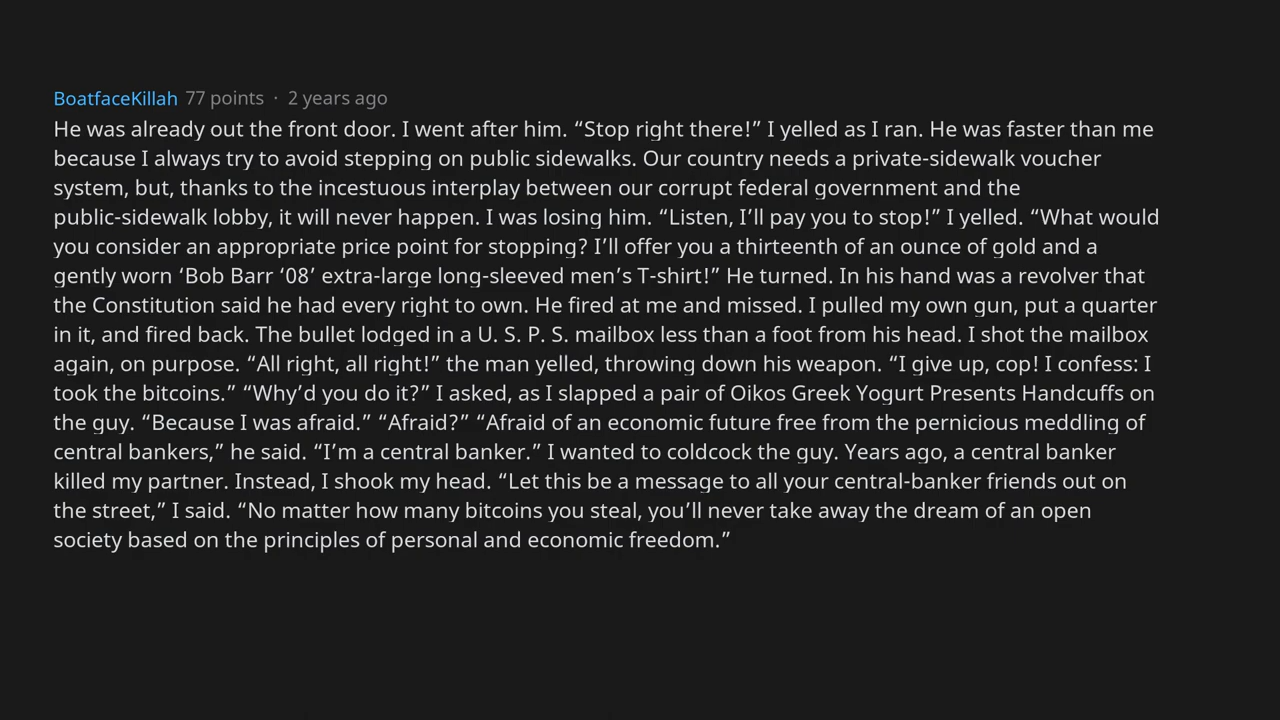 BoatfaceKillah 77 points · 2 years ago
He was already out the front door. I went after him. “Stop right there!” I yelled as I ran. He was faster than me
because I always try to avoid stepping on public sidewalks. Our country needs a private-sidewalk voucher
system, but, thanks to the incestuous interplay between our corrupt federal government and the
public-sidewalk lobby, it will never happen. I was losing him. “Listen, I’ll pay you to stop!” I yelled. “What would
you consider an appropriate price point for stopping? I’ll offer you a thirteenth of an ounce of gold and a
gently worn ‘Bob Barr ‘08’ extra-large long-sleeved men’s T-shirt!” He turned. In his hand was a revolver that
the Constitution said he had every right to own. He fired at me and missed. I pulled my own gun, put a quarter
in it, and fired back. The bullet lodged in a U. S. P. S. mailbox less than a foot from his head. I shot the mailbox
again, on purpose. “All right, all right!” the man yelled, throwing down his weapon. “I give up, cop! I confess: I
took the bitcoins.” “Why’d you do it?” I asked, as I slapped a pair of Oikos Greek Yogurt Presents Handcuffs on
the guy. “Because I was afraid.” “Afraid?” “Afraid of an economic future free from the pernicious meddling of
central bankers,” he said. “I’m a central banker.” I wanted to coldcock the guy. Years ago, a central banker
killed my partner. Instead, I shook my head. “Let this be a message to all your central-banker friends out on
the street,” I said. “No matter how many bitcoins you steal, you’ll never take away the dream of an open
society based on the principles of personal and economic freedom.”